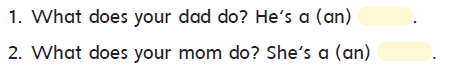 1. What does your dad do? He's a (an) .
2. What does your mom do? She's a (an) .